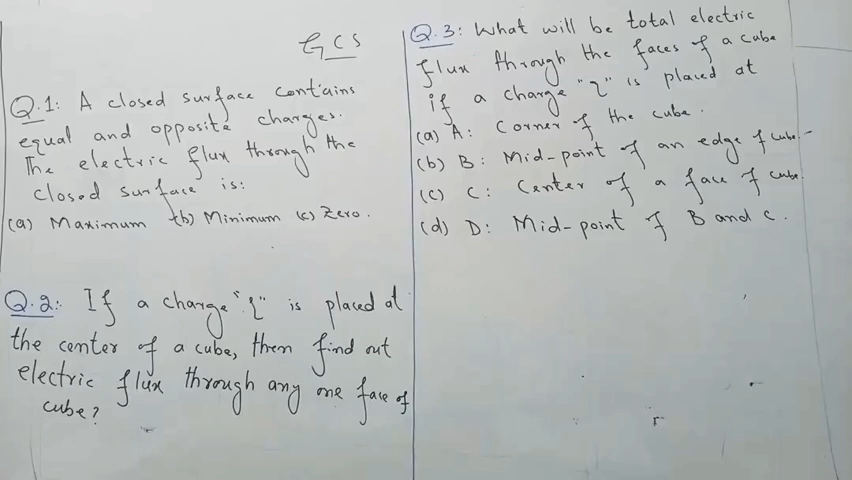 GCS
Q.1: A closed surface contains
equal and opposite charges.
The electric flux through the
closed surface is:
(a) Maximum (b) Minimum (c) Zero.
Q.2: If a charge "q" is placed at
the center of a cube, then find out
electric flux through any one face of
cube?
Q.3: What will be total electric
flux through the faces of a cube
if a charge "q" is placed at
(a) A: Corner of the cube.
(b) B: Mid-point of an edge of cube.
(c) C: Center of a face of cube.
(d) D: Mid-point of B and C.